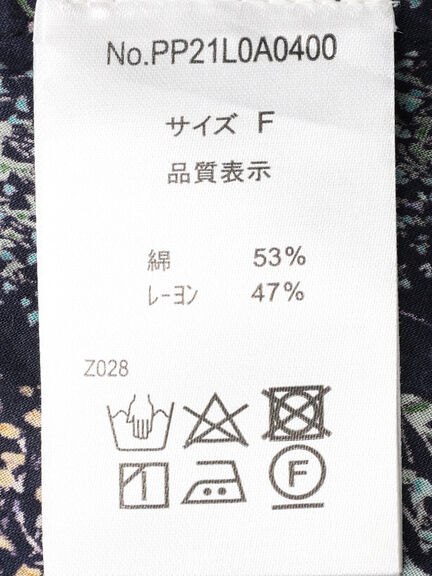 No.PP21L0A0400
サイズ F
品質表示
綿 53%
ﾚｰﾖﾝ 47%
Z028
F